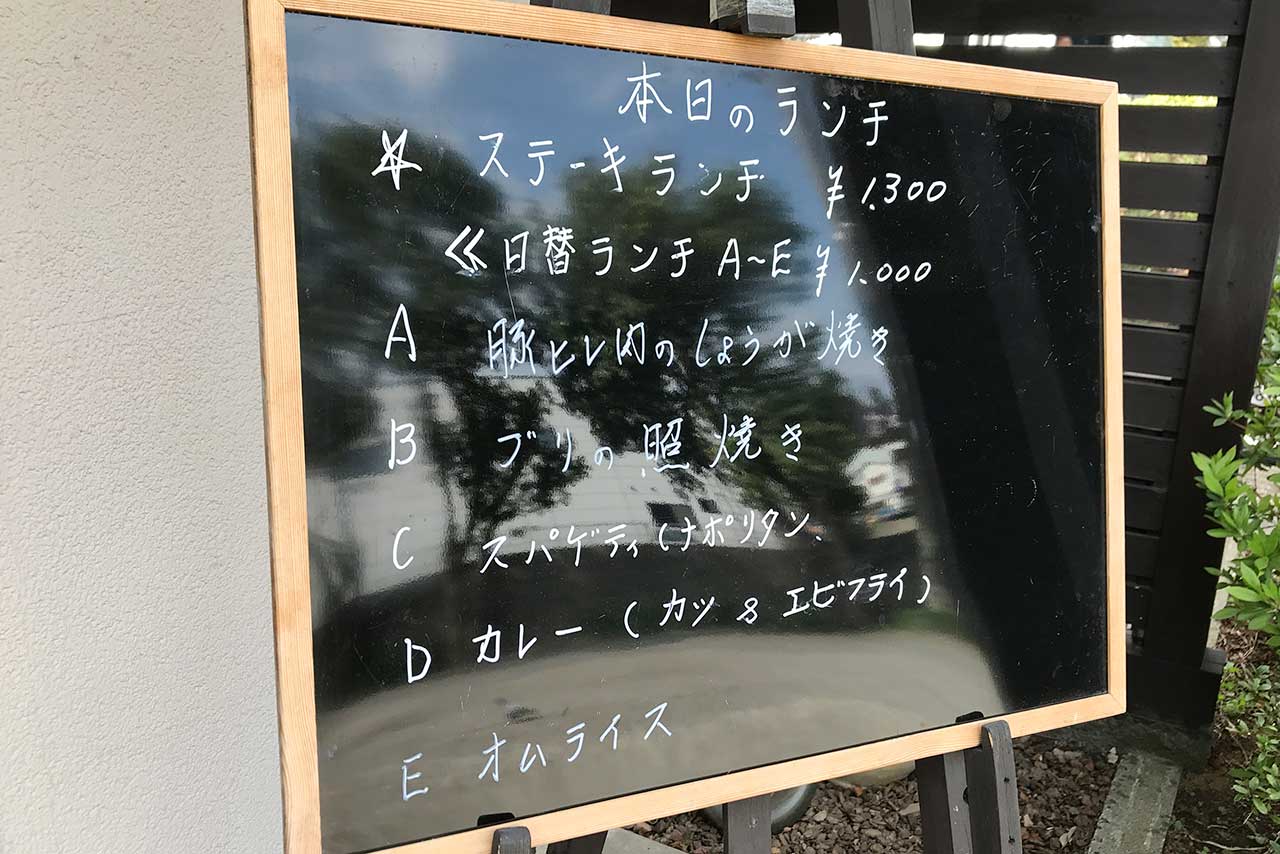 本日のランチ
☆ ステーキランチ ¥1.300
≪日替ランチ A~E ¥1.000
A 豚ヒレ肉のしょうが焼き
B ブリの照焼き
C スパゲティ(ナポリタン、
D カレー(カツ&エビフライ)
E オムライス